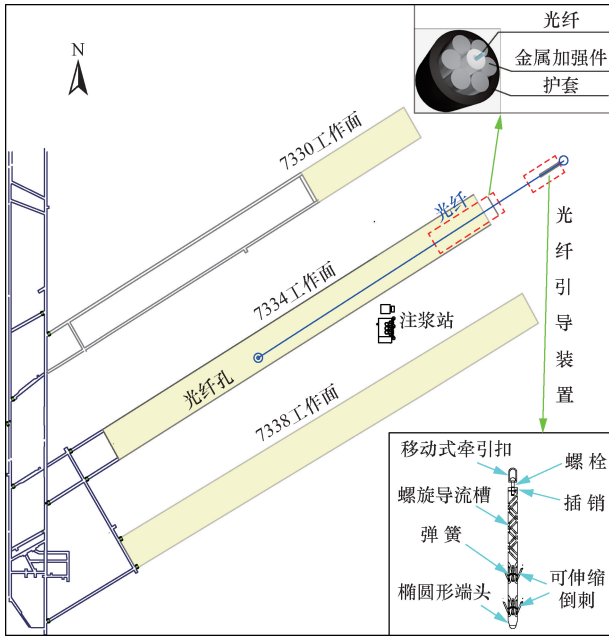 光纤
金属加强件
护套
N
7330工作面
光纤
光纤引导装置
7334工作面
注浆站
光纤孔
7338工作面
移动式牵引扣
螺栓
螺旋导流槽
插销
弹簧
可伸缩
倒刺
椭圆形端头